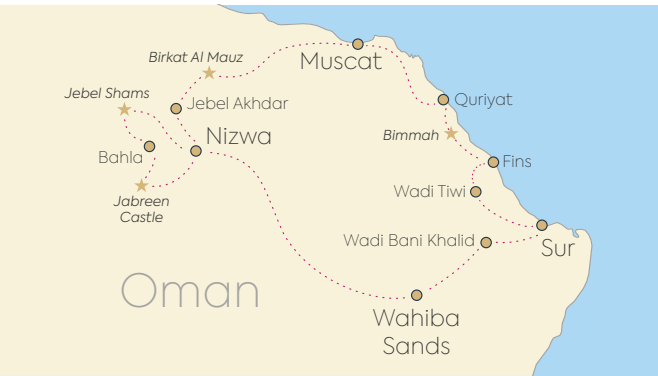 Birkat Al Mauz
Muscat
Jebel Shams
Jebel Akhdar
Quriyat
Nizwa
Bimmah
Bahla
Fins
Wadi Tiwi
Jabreen
Castle
Wadi Bani Khalid
Sur
Oman
Wahiba
Sands